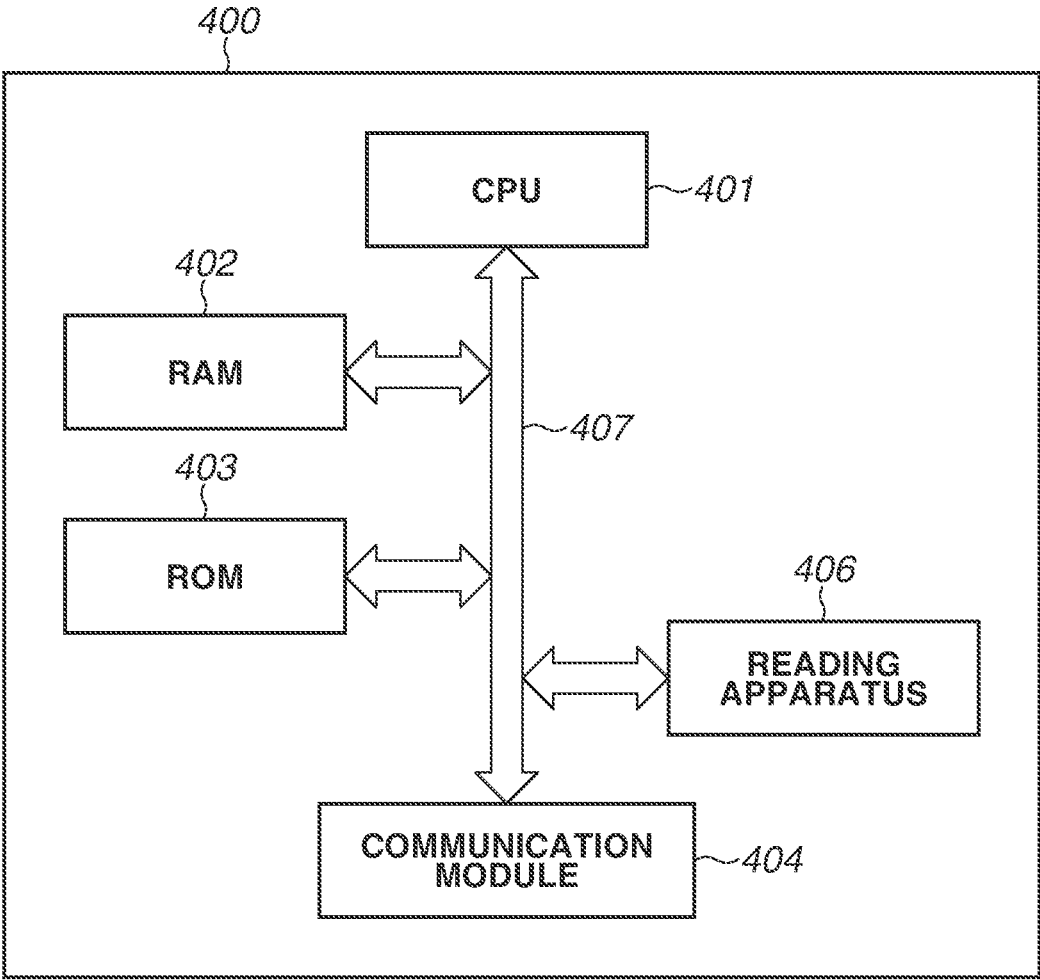 400
CPU
401
402
RAM
407
403
ROM
406
READING
APPARATUS
COMMUNICATION
MODULE
404